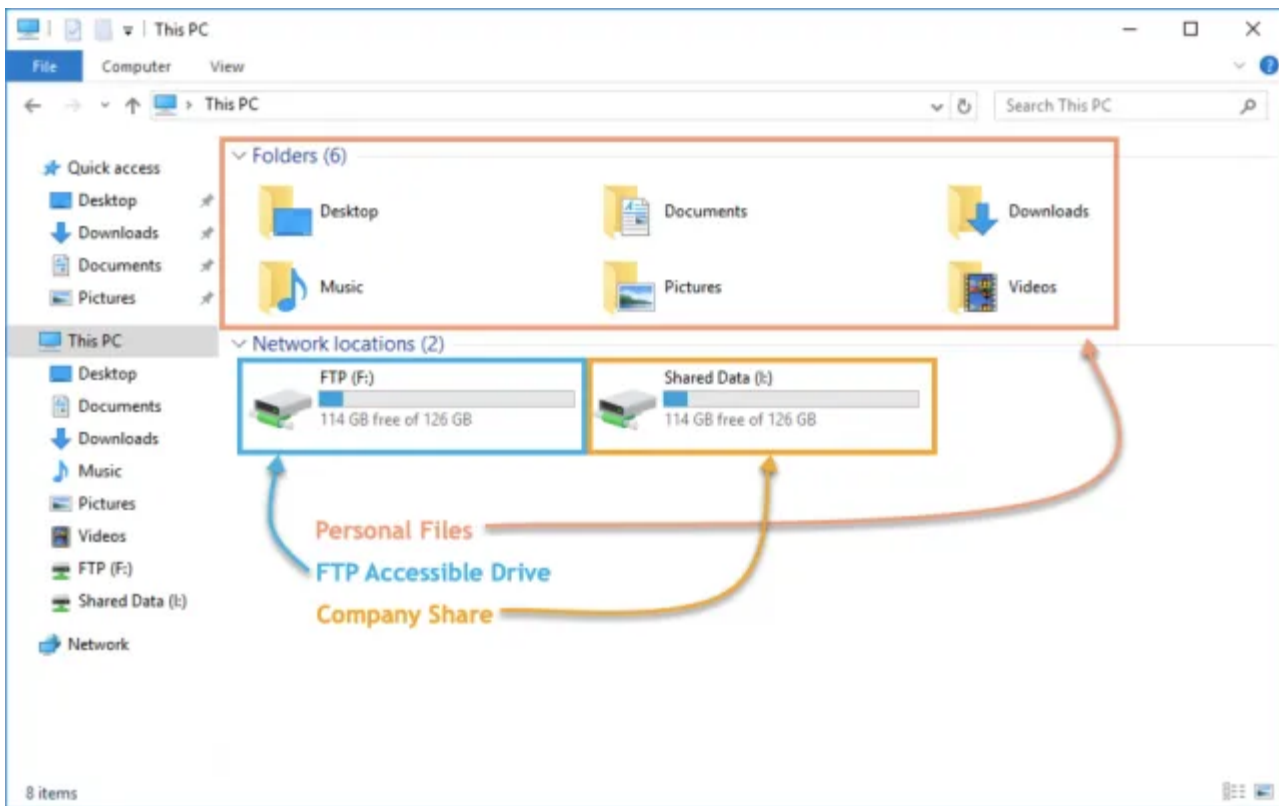 This PC
File Computer View
This PC Search This PC
Quick access
Desktop
Downloads
Documents
Pictures
This PC
Desktop
Documents
Downloads
Music
Pictures
Videos
FTP (F:)
Shared Data (I:)
Network
Folders (6)
Desktop Documents Downloads
Music Pictures Videos
Network locations (2)
FTP (F:) Shared Data (I:)
114 GB free of 126 GB 114 GB free of 126 GB
Personal Files
FTP Accessible Drive
Company Share
8 items